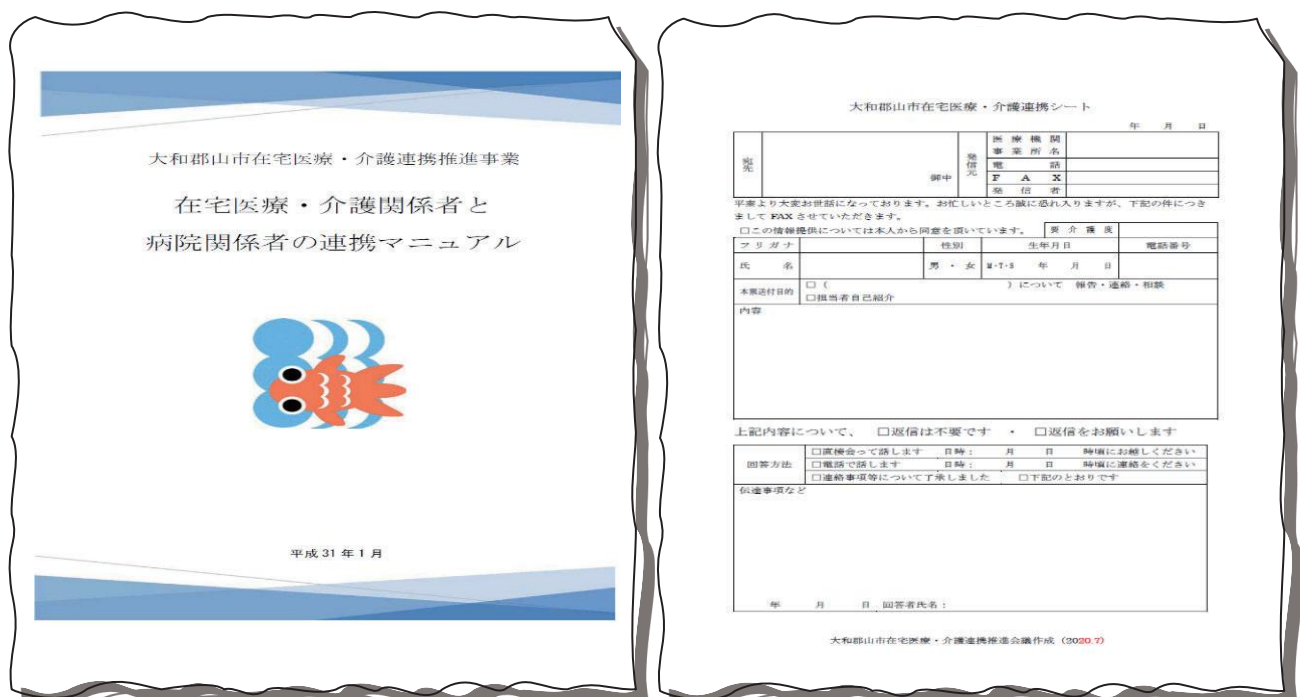 大和郡山市在宅医療・介護連携推進事業
在宅医療・介護関係者と
病院関係者の連携マニュアル
平成 31 年 1 月
大和郡山市在宅医療・介護連携シート
年 月 日
宛先 御中 発信元 医療機関
事業所名
電話
FAX
発信者
平素より大変お世話になっております。お忙しいところ誠に恐れ入りますが、下記の件につき
まして FAX させていただきます。
□この情報提供については本人から同意を頂いています。 要介護度
フリガナ 性別 生年月日 電話番号
氏 名 男 ・ 女 M・T・S 年 月 日
本票送付目的 □( )について 報告・連絡・相談
□担当者自己紹介
内容
上記内容について、 □返信は不要です ・ □返信をお願いします
回答方法 □直接会って話します 日時: 月 日 時頃にお越しください
□電話で話します 日時: 月 日 時頃に連絡をください
□連絡事項等について了承しました □下記のとおりです
伝達事項など
年 月 日 回答者氏名:
大和郡山市在宅医療・介護連携推進会議作成 (2020.7)